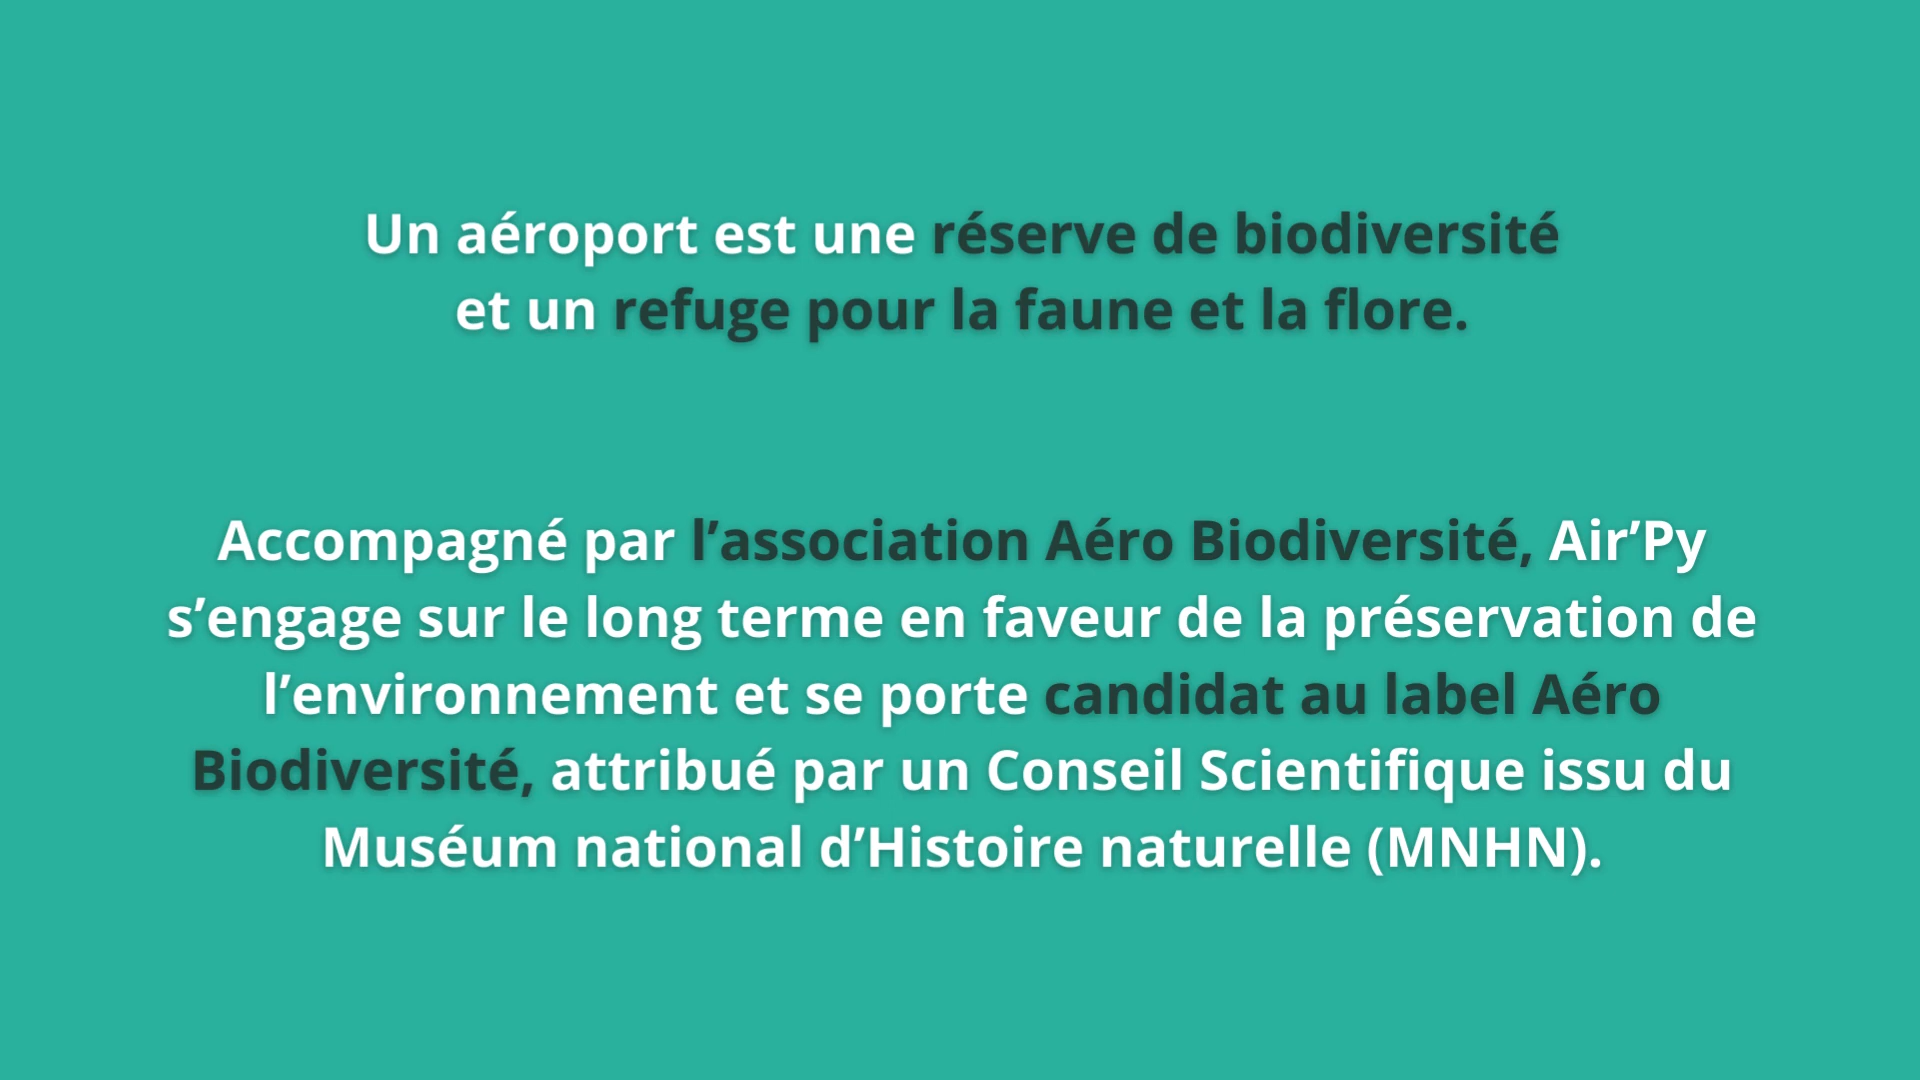 Un aéroport est une réserve de biodiversité
et un refuge pour la faune et la flore.
Accompagné par l’association Aéro Biodiversité, Air’Py
s’engage sur le long terme en faveur de la préservation de
l’environnement et se porte candidat au label Aéro
Biodiversité, attribué par un Conseil Scientifique issu du
Muséum national d’Histoire naturelle (MNHN).